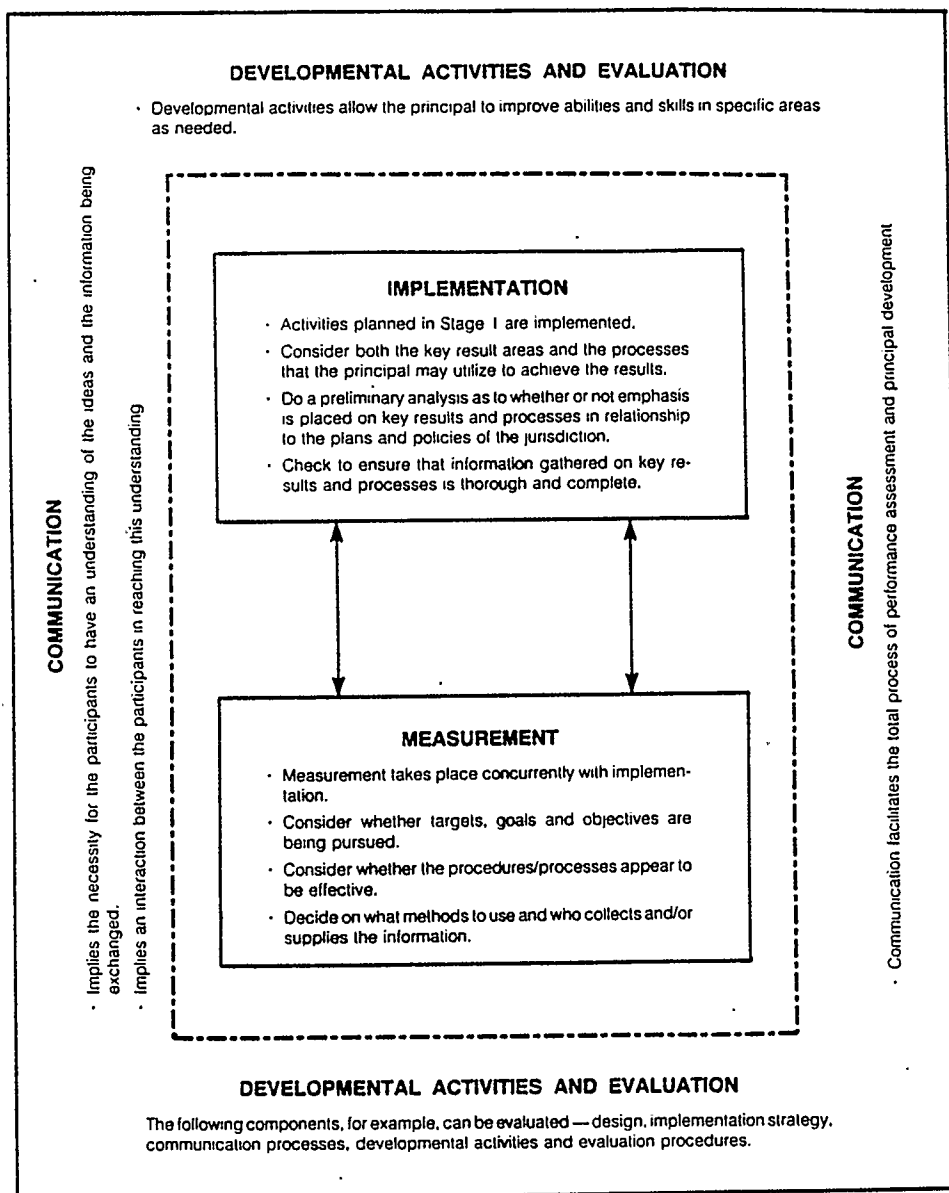 DEVELOPMENTAL ACTIVITIES AND EVALUATION
· Developmental activities allow the principal to improve abilities and skills in specific areas
as needed.
COMMUNICATION
· Implies the necessity for the participants to have an understanding of the ideas and the information being
exchanged.
· Implies an interaction between the participants in reaching this understanding
IMPLEMENTATION
· Activities planned in Stage I are implemented.
· Consider both the key result areas and the processes
that the principal may utilize to achieve the results.
· Do a preliminary analysis as to whether or not emphasis
is placed on key results and processes in relationship
to the plans and policies of the jurisdiction.
· Check to ensure that information gathered on key re-
sults and processes is thorough and complete.
MEASUREMENT
· Measurement takes place concurrently with implemen-
tation.
· Consider whether targets, goals and objectives are
being pursued.
· Consider whether the procedures/processes appear to
be effective.
· Decide on what methods to use and who collects and/or
supplies the information.
COMMUNICATION
· Communication facilitates the total process of performance assessment and principal development
DEVELOPMENTAL ACTIVITIES AND EVALUATION
The following components, for example, can be evaluated — design, implementation strategy,
communication processes, developmental activities and evaluation procedures.